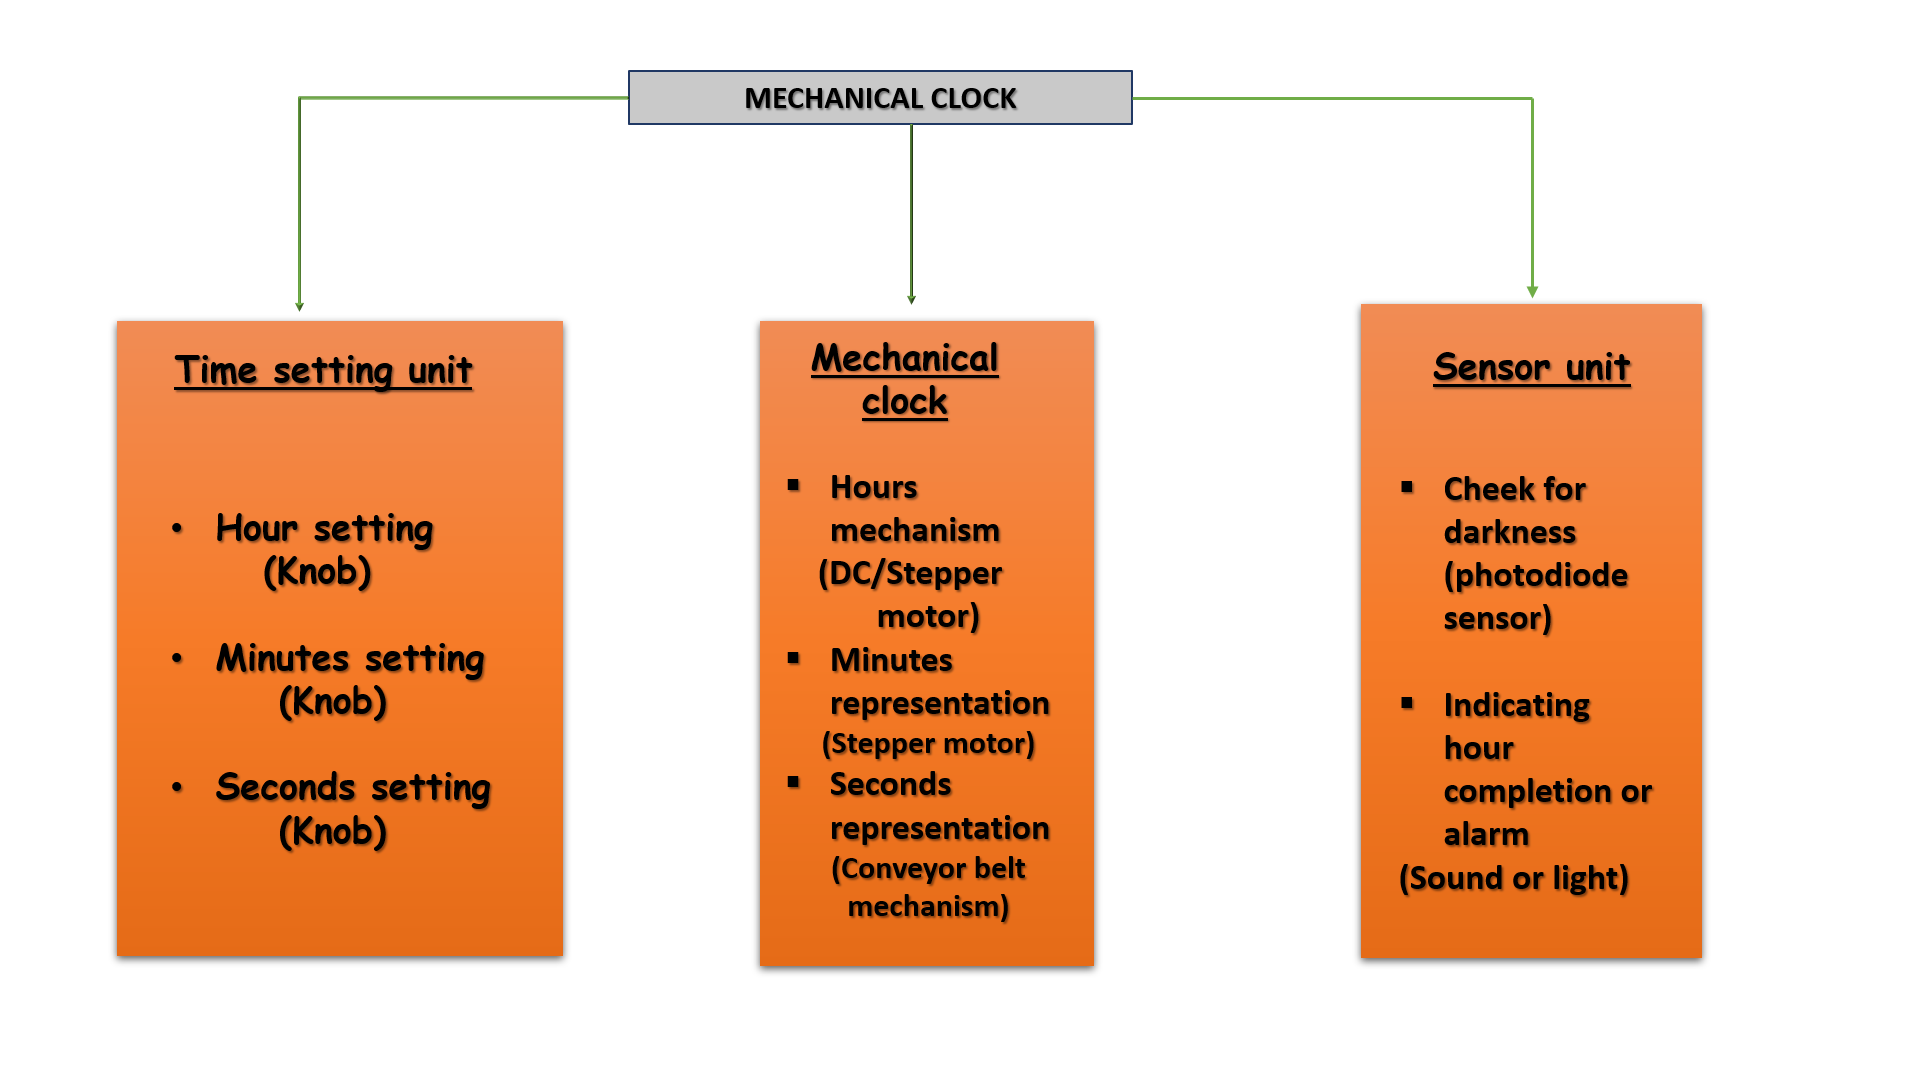 MECHANICAL CLOCK
Time setting unit
• Hour setting
(Knob)
• Minutes setting
(Knob)
• Seconds setting
(Knob)
Mechanical
clock
▪ Hours
mechanism
(DC/Stepper
motor)
▪ Minutes
representation
(Stepper motor)
▪ Seconds
representation
(Conveyor belt
mechanism)
Sensor unit
▪ Cheek for
darkness
(photodiode
sensor)
▪ Indicating
hour
completion or
alarm
(Sound or light)